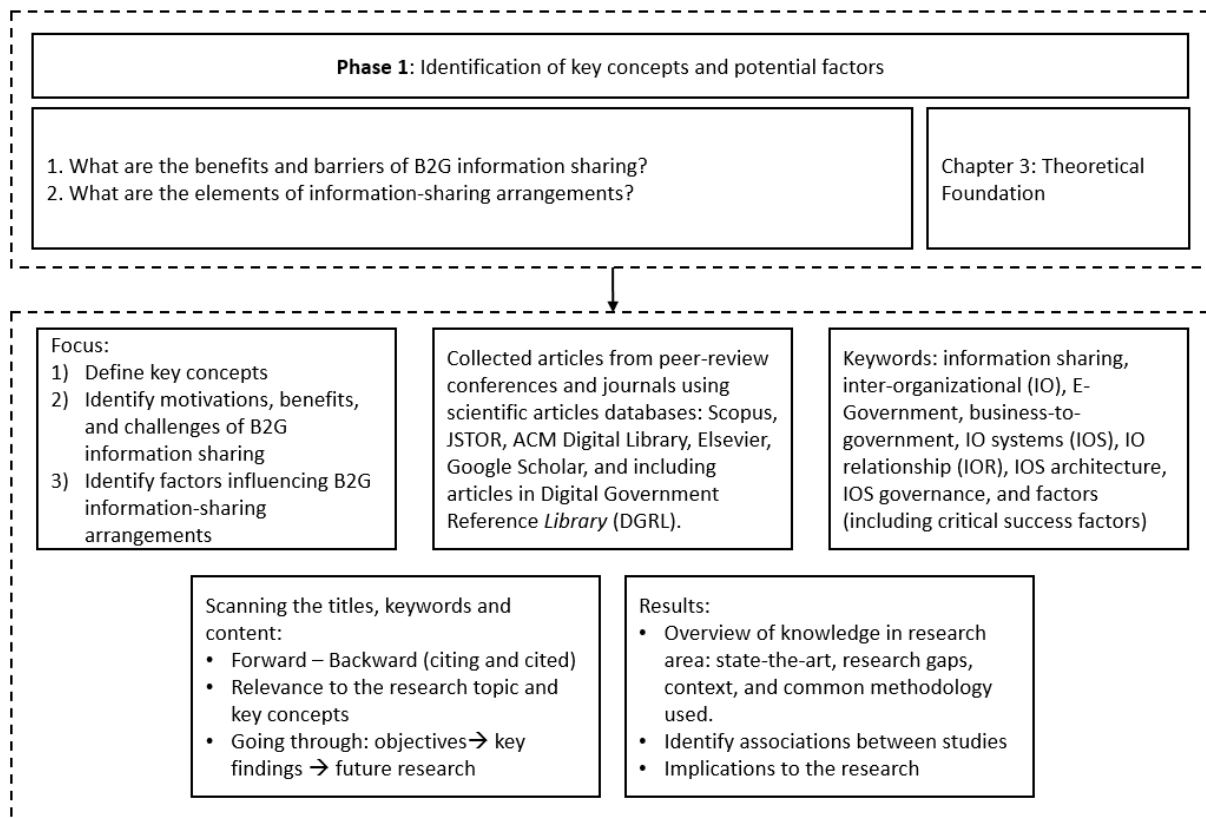 Phase 1: Identification of key concepts and potential factors
1. What are the benefits and barriers of B2G information sharing?
2. What are the elements of information-sharing arrangements?
Chapter 3: Theoretical
Foundation
Focus:
1) Define key concepts
2) Identify motivations, benefits,
and challenges of B2G
information sharing
3) Identify factors influencing B2G
information-sharing
arrangements
Collected articles from peer-review
conferences and journals using
scientific articles databases: Scopus,
JSTOR, ACM Digital Library, Elsevier,
Google Scholar, and including
articles in Digital Government
Reference Library (DGRL).
Keywords: information sharing,
inter-organizational (IO), E-
Government, business-to-
government, IO systems (IOS), IO
relationship (IOR), IOS architecture,
IOS governance, and factors
(including critical success factors)
Scanning the titles, keywords and
content:
• Forward – Backward (citing and cited)
• Relevance to the research topic and
key concepts
• Going through: objectives→ key
findings → future research
Results:
• Overview of knowledge in research
area: state-the-art, research gaps,
context, and common methodology
used.
• Identify associations between studies
• Implications to the research